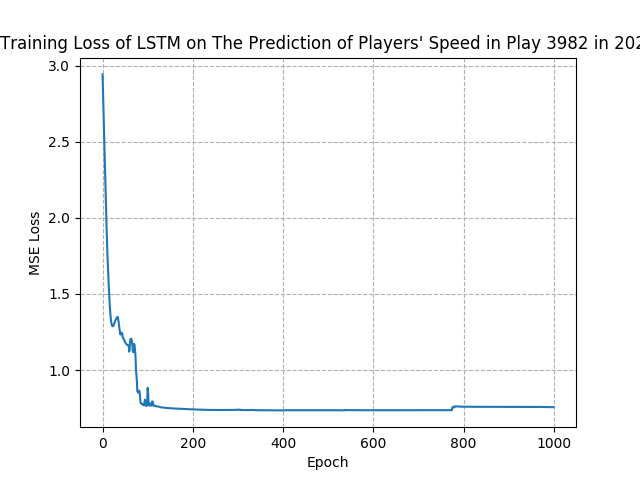 Training Loss of LSTM on The Prediction of Players' Speed in Play 3982 in 202
3.0
2.5
2.0
1.5
1.0
MSE Loss
0 200 400 600 800 1000
Epoch